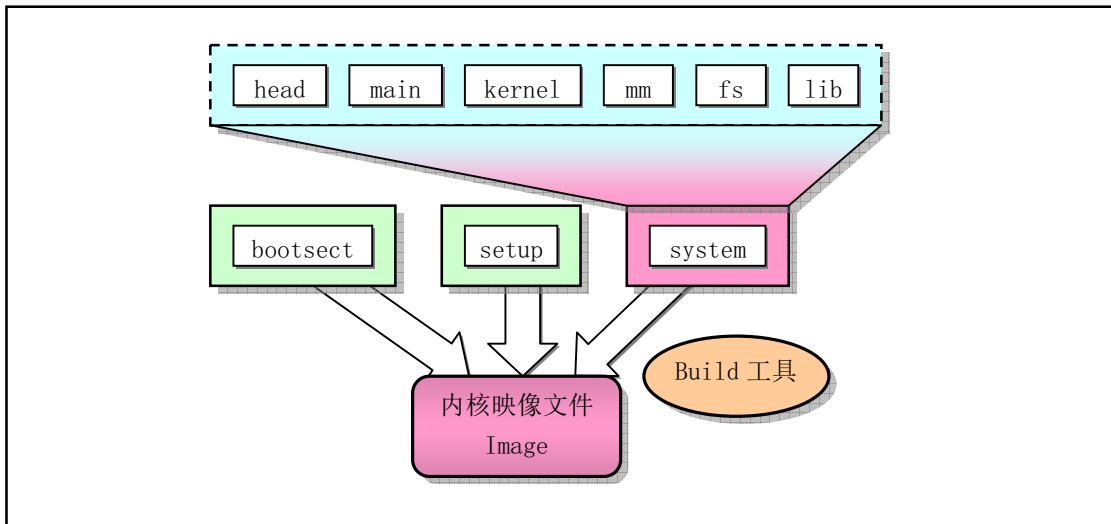 head main kernel mm fs lib
bootsect setup system
Build 工具
内核映像文件
Image